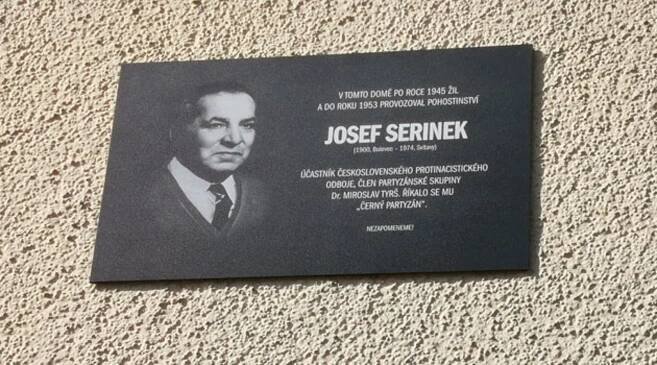 V TOMTO DOMĚ PO ROCE 1945 ŽIL
A DO ROKU 1953 PROVOZOVAL POHOSTINSTVÍ
JOSEF SERINEK
(1900, Bolevec – 1974, Svitavy)
ÚČASTNÍK ČESKOSLOVENSKÉHO PROTINACISTICKÉHO
ODBOJE, ČLEN PARTYZÁNSKÉ SKUPINY
Dr. MIROSLAV TYRŠ. ŘÍKALO SE MU
„ČERNÝ PARTYZÁN“.
NEZAPOMENEME!